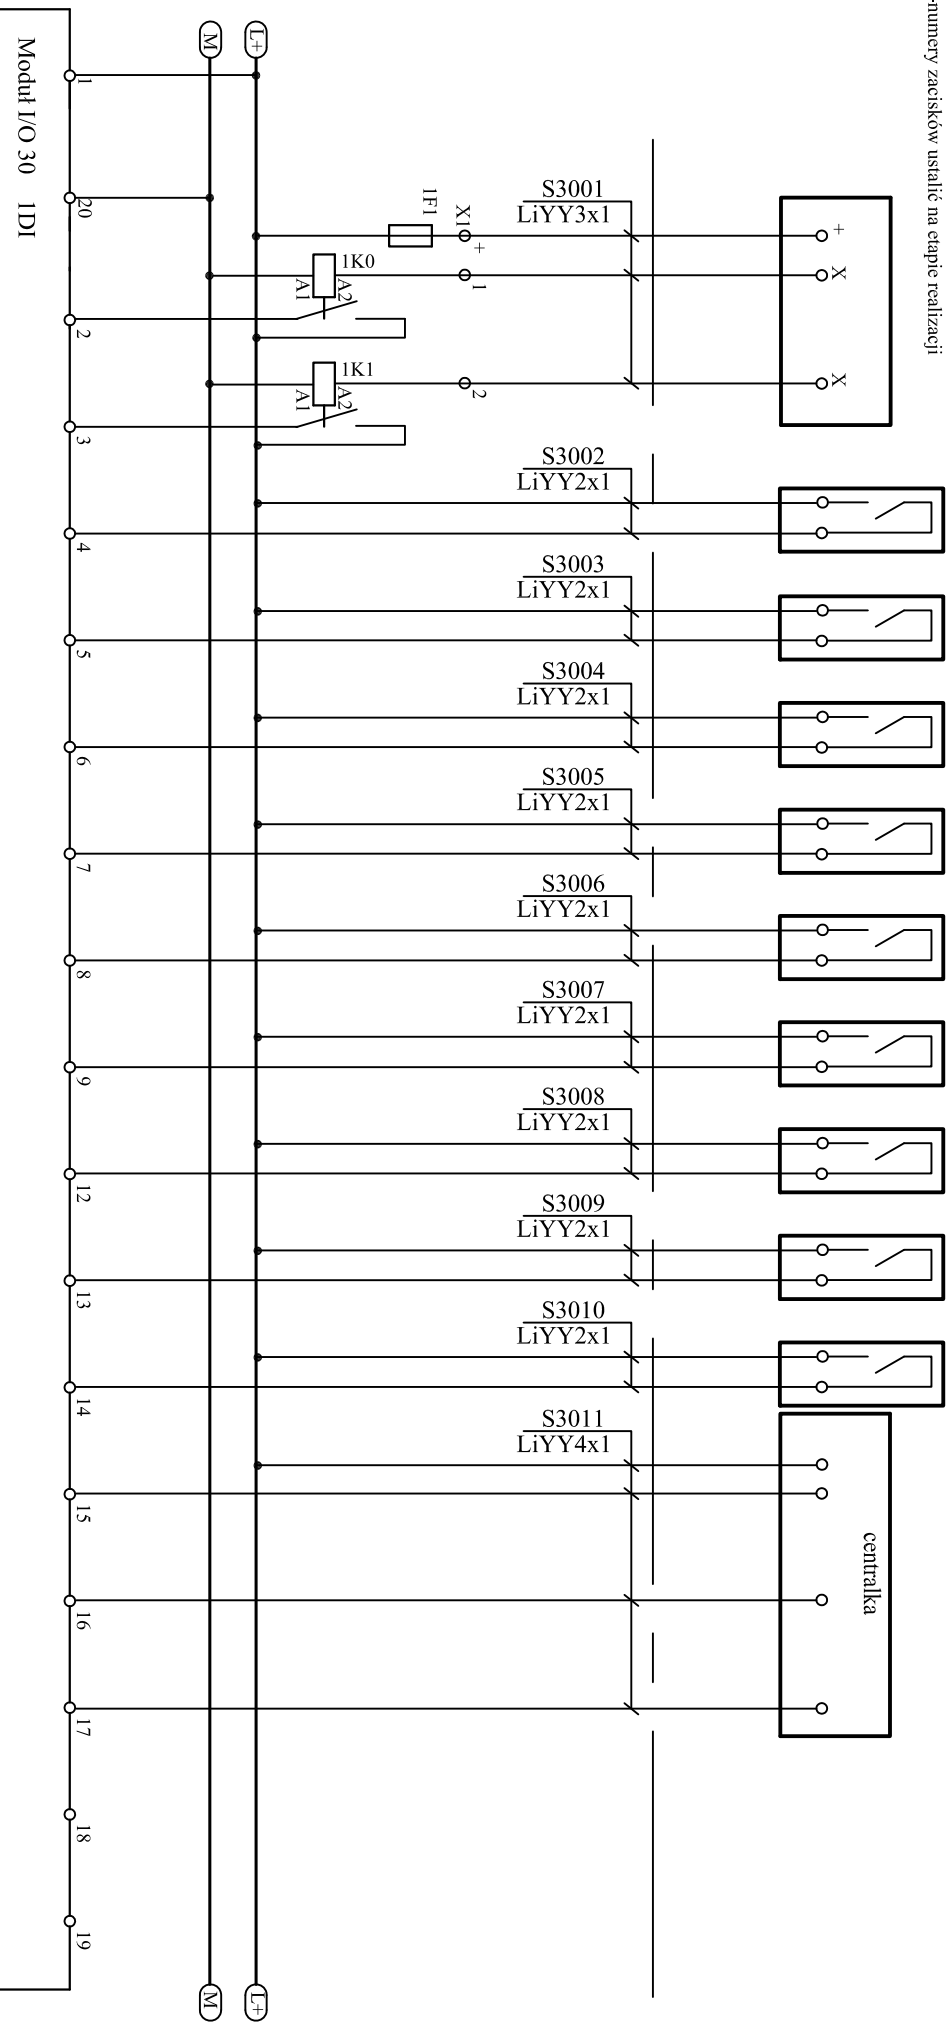 -numery zacisków ustalić na etapie realizacji
Moduł I/O 30 1DI
M
L+
1
20
2
3
4
5
6
7
8
9
12
13
14
15
16
17
18
19
1F1
X1
+
1
2
1K0
A1
A2
1K1
A1
A2
+
X
X
S3001
LiYY3x1
S3002
LiYY2x1
S3003
LiYY2x1
S3004
LiYY2x1
S3005
LiYY2x1
S3006
LiYY2x1
S3007
LiYY2x1
S3008
LiYY2x1
S3009
LiYY2x1
S3010
LiYY2x1
S3011
LiYY4x1
centralka
M
L+